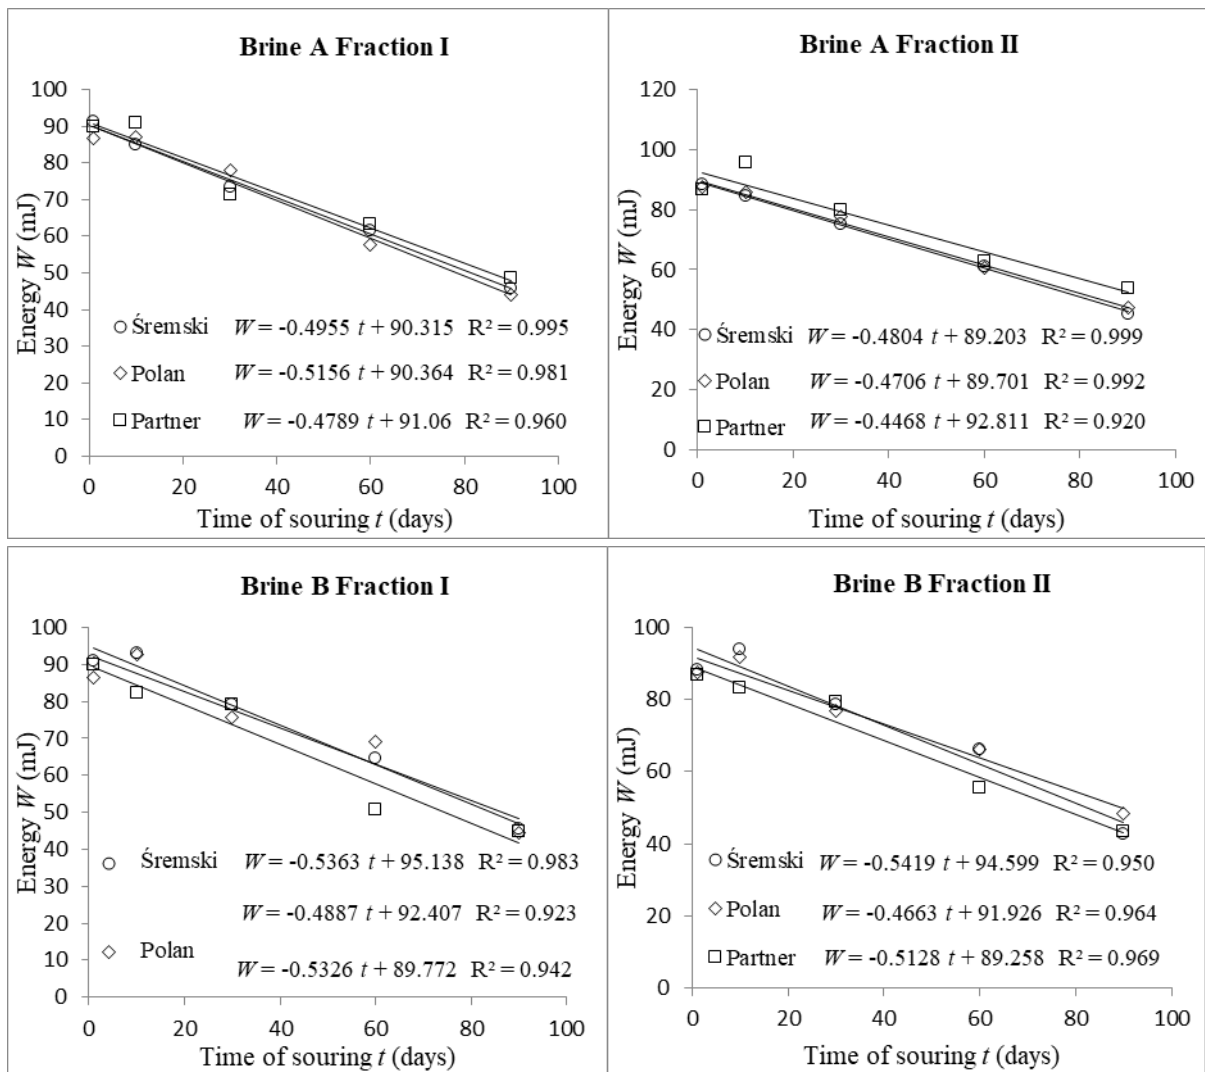 Brine A Fraction I
100
90
80
70
60
50
40
30
20
10
0
Energy W (mJ)
Śremski W = -0.4955 t + 90.315 R² = 0.995
Polan W = -0.5156 t + 90.364 R² = 0.981
Partner W = -0.4789 t + 91.06 R² = 0.960
0 20 40 60 80 100
Time of souring t (days)
Brine A Fraction II
120
100
80
60
40
20
0
Energy W (mJ)
Śremski W = -0.4804 t + 89.203 R² = 0.999
Polan W = -0.4706 t + 89.701 R² = 0.992
Partner W = -0.4468 t + 92.811 R² = 0.920
0 20 40 60 80 100
Time of souring t (days)
Brine B Fraction I
100
90
80
70
60
50
40
30
20
10
0
Energy W (mJ)
Śremski W = -0.5363 t + 95.138 R² = 0.983
W = -0.4887 t + 92.407 R² = 0.923
Polan
W = -0.5326 t + 89.772 R² = 0.942
0 20 40 60 80 100
Time of souring t (days)
Brine B Fraction II
100
80
60
40
20
0
Energy W (mJ)
Śremski W = -0.5419 t + 94.599 R² = 0.950
Polan W = -0.4663 t + 91.926 R² = 0.964
Partner W = -0.5128 t + 89.258 R² = 0.969
0 20 40 60 80 100
Time of souring t (days)